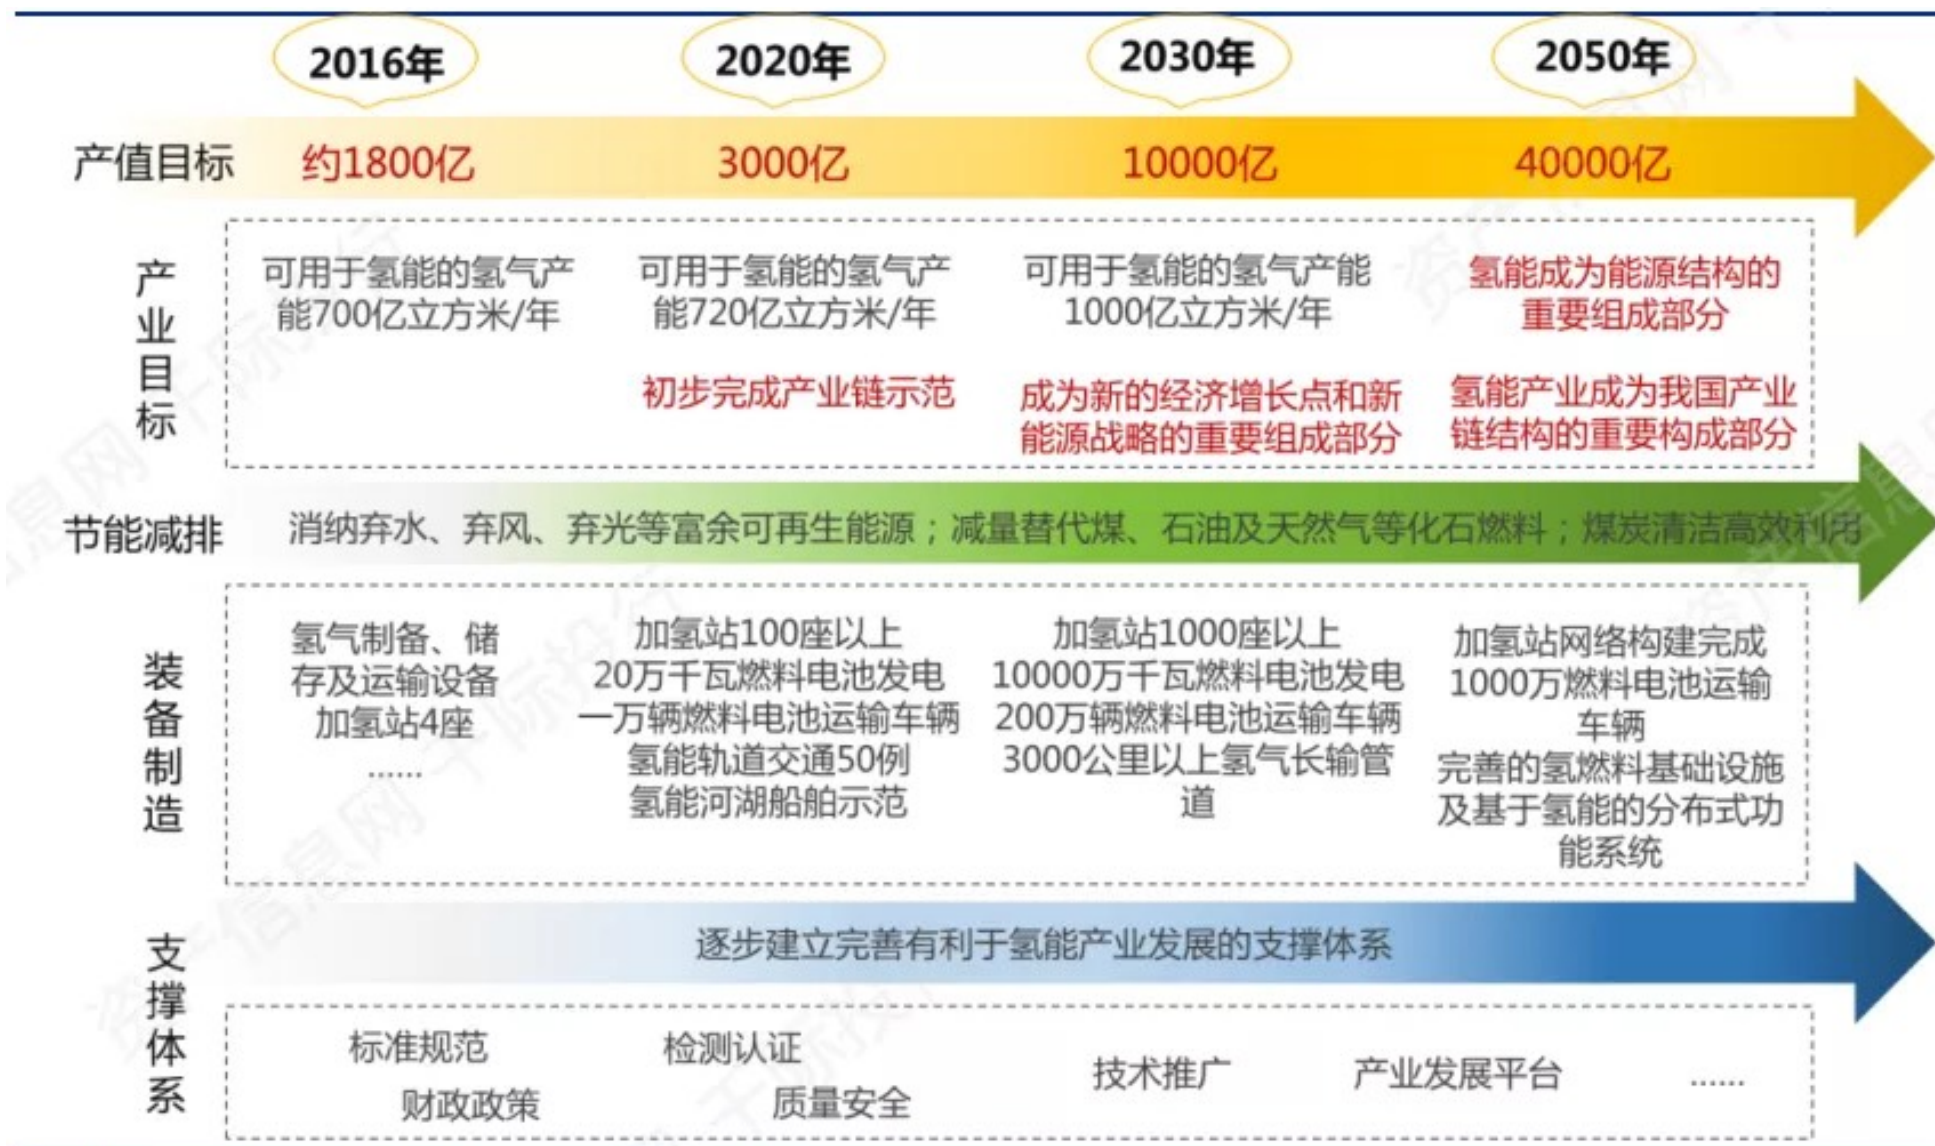 2016年
2020年
2030年
2050年
产值目标
约1800亿
3000亿
10000亿
40000亿
产业目标
可用于氢能的氢气产
能700亿立方米/年
可用于氢能的氢气产
能720亿立方米/年
初步完成产业链示范
可用于氢能的氢气产能
1000亿立方米/年
成为新的经济增长点和新
能源战略的重要组成部分
氢能成为能源结构的
重要组成部分
氢能产业成为我国产业
链结构的重要构成部分
节能减排
消纳弃水、弃风、弃光等富余可再生能源；减量替代煤、石油及天然气等化石燃料；煤炭清洁高效利用
装备制造
氢气制备、储
存及运输设备
加氢站4座
……
加氢站100座以上
20万千瓦燃料电池发电
一万辆燃料电池运输车辆
氢能轨道交通50例
氢能河湖船舶示范
加氢站1000座以上
10000万千瓦燃料电池发电
200万辆燃料电池运输车辆
3000公里以上氢气长输管
道
加氢站网络构建完成
1000万燃料电池运输
车辆
完善的氢燃料基础设施
及基于氢能的分布式功
能系统
支撑体系
逐步建立完善有利于氢能产业发展的支撑体系
标准规范
财政政策
检测认证
质量安全
技术推广
产业发展平台
……